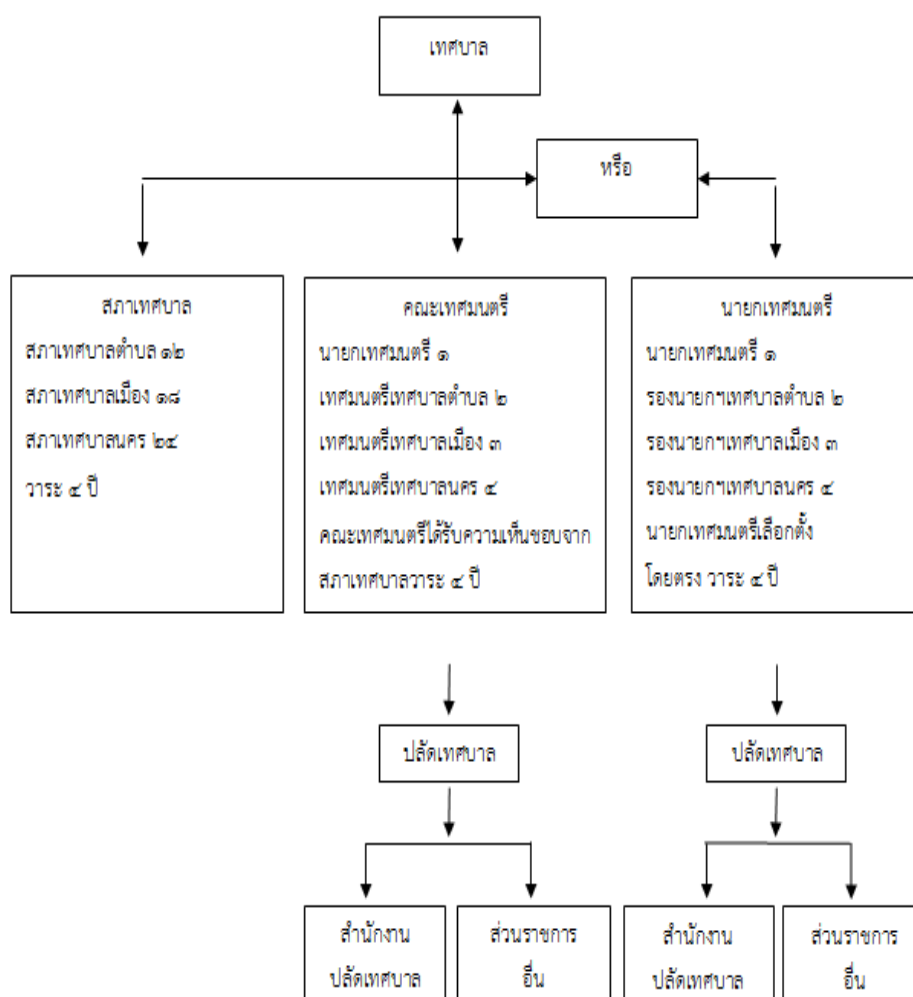 เทศบาล
หรือ
สภาเทศบาล
สภาเทศบาลตำบล ๑๒
สภาเทศบาลเมือง ๑๘
สภาเทศบาลนคร ๒๔
วาระ ๔ ปี
คณะเทศมนตรี
นายกเทศมนตรี ๑
เทศมนตรีเทศบาลตำบล ๒
เทศมนตรีเทศบาลเมือง ๓
เทศมนตรีเทศบาลนคร ๔
คณะเทศมนตรีได้รับความเห็นชอบจาก
สภาเทศบาลวาระ ๔ ปี
นายกเทศมนตรี
นายกเทศมนตรี ๑
รองนายกฯเทศบาลตำบล ๒
รองนายกฯเทศบาลเมือง ๓
รองนายกฯเทศบาลนคร ๔
นายกเทศมนตรีเลือกตั้ง
โดยตรง วาระ ๔ ปี
ปลัดเทศบาล
ปลัดเทศบาล
สำนักงาน
ปลัดเทศบาล
ส่วนราชการ
อื่น
สำนักงาน
ปลัดเทศบาล
ส่วนราชการ
อื่น